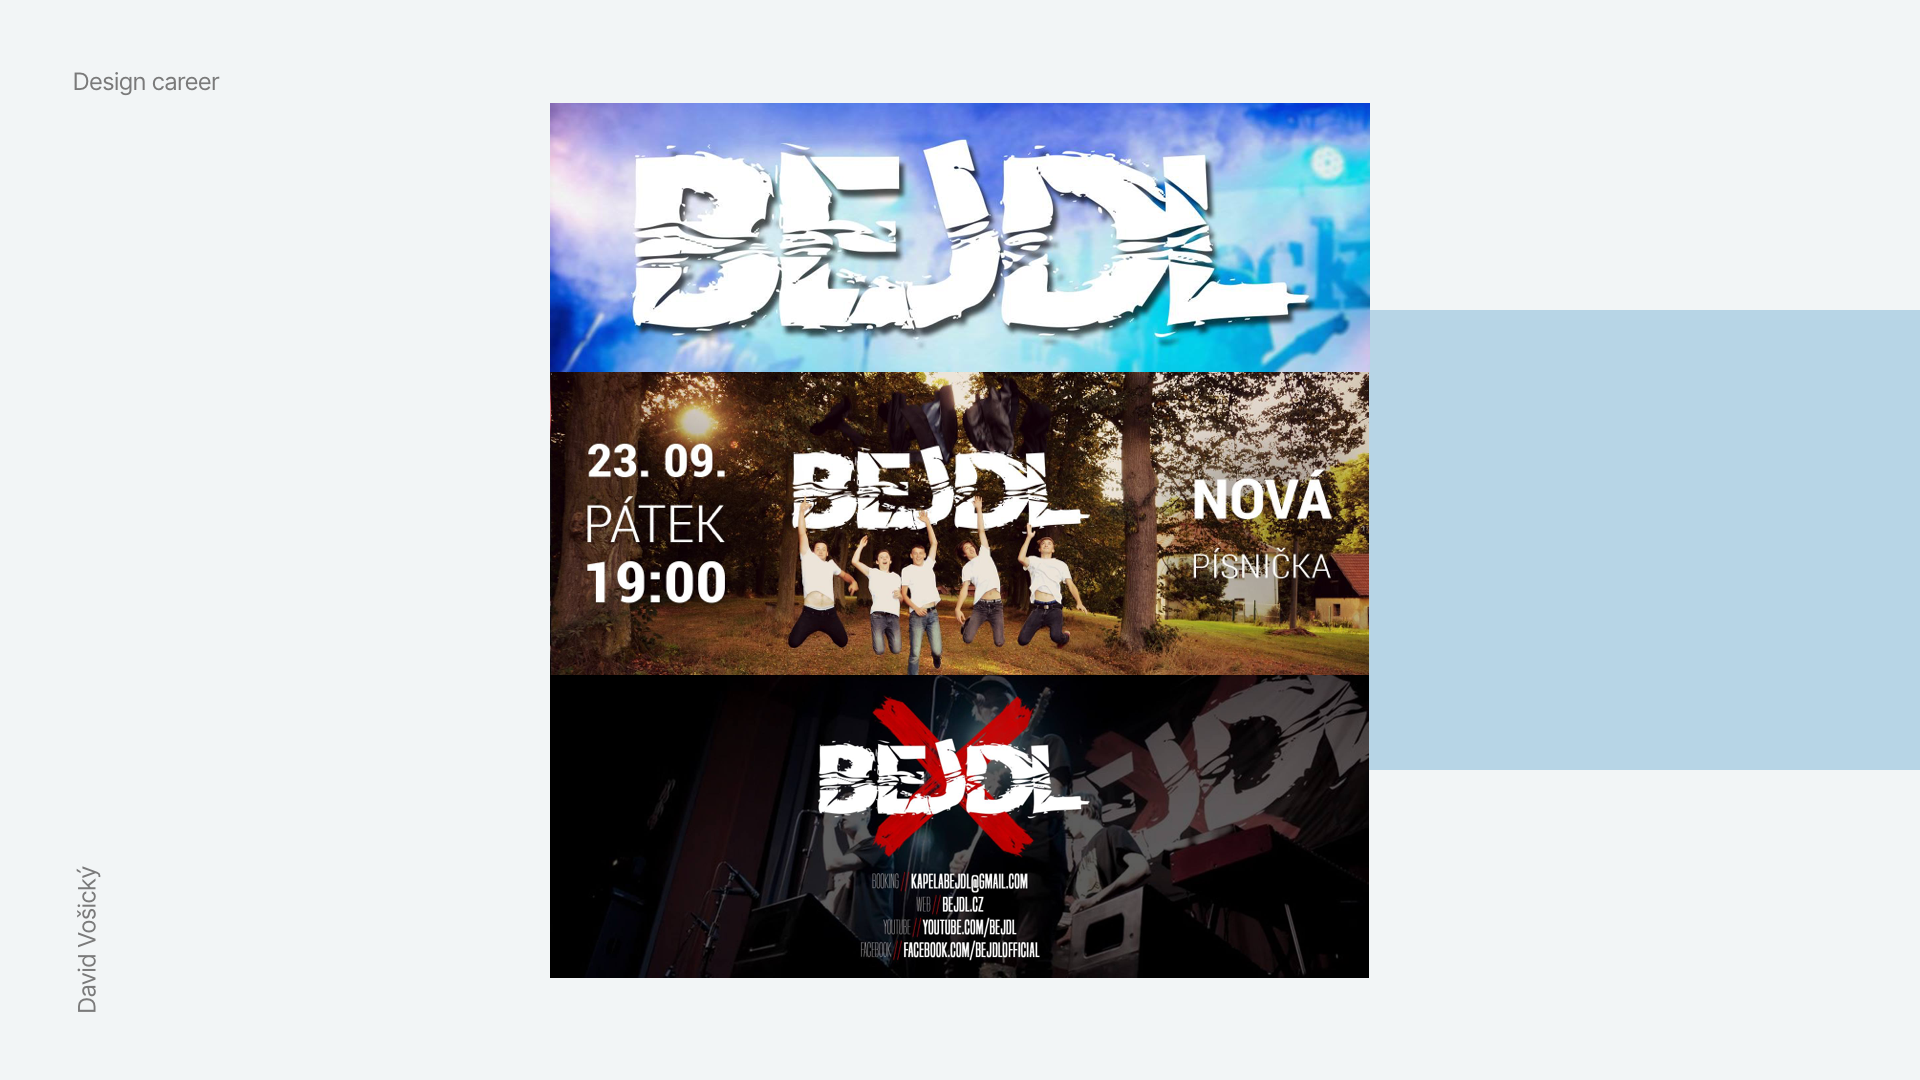 Design career
BEJDL
23. 09.
PÁTEK
19:00
BEJDL
NOVÁ
PÍSNIČKA
BEJDL
BEJDL
BOOKING // KAPELABEJDL@GMAIL.COM
WEB // BEJDL.CZ
YOUTUBE // YOUTUBE.COM/BEJDL
FACEBOOK // FACEBOOK.COM/BEJDLOFFICIAL
David Vošický